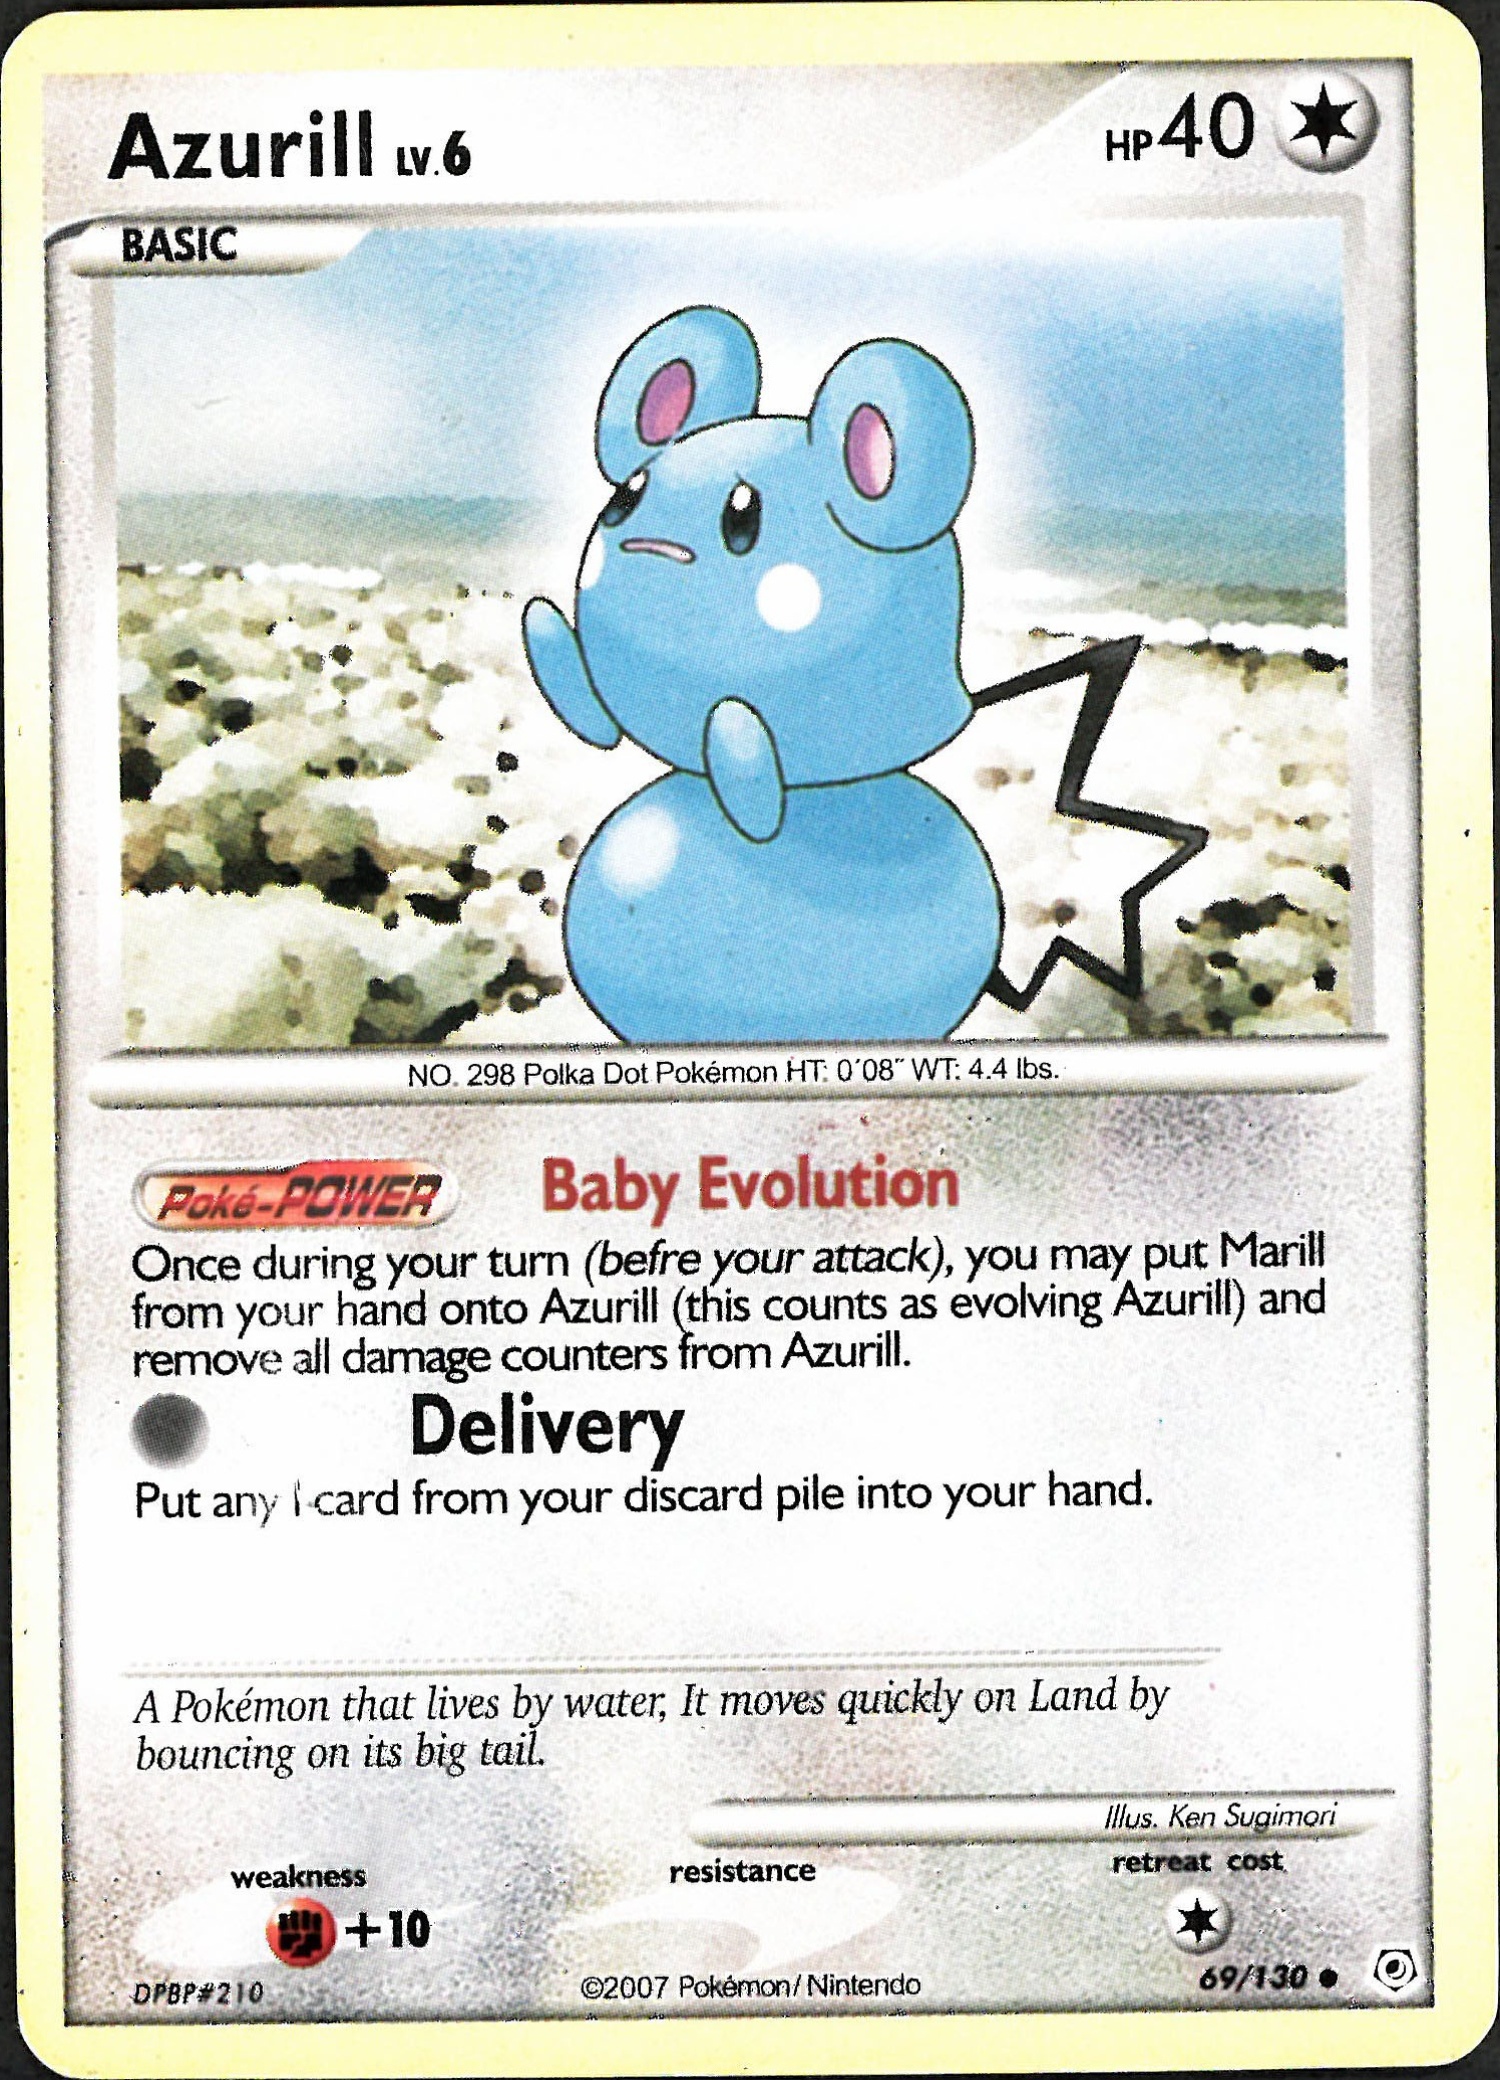 Azurill LV.6
HP 40
BASIC
NO. 298 Polka Dot Pokémon HT: 0'08" WT: 4.4 lbs.
Poké-POWER Baby Evolution
Once during your turn (befre your attack), you may put Marill
from your hand onto Azurill (this counts as evolving Azurill) and
remove all damage counters from Azurill.
Delivery
Put any 1 card from your discard pile into your hand.
A Pokémon that lives by water, It moves quickly on Land by
bouncing on its big tail.
Illus. Ken Sugimori
weakness resistance retreat cost
+10
DPBP#210 ©2007 Pokémon/Nintendo 69/130